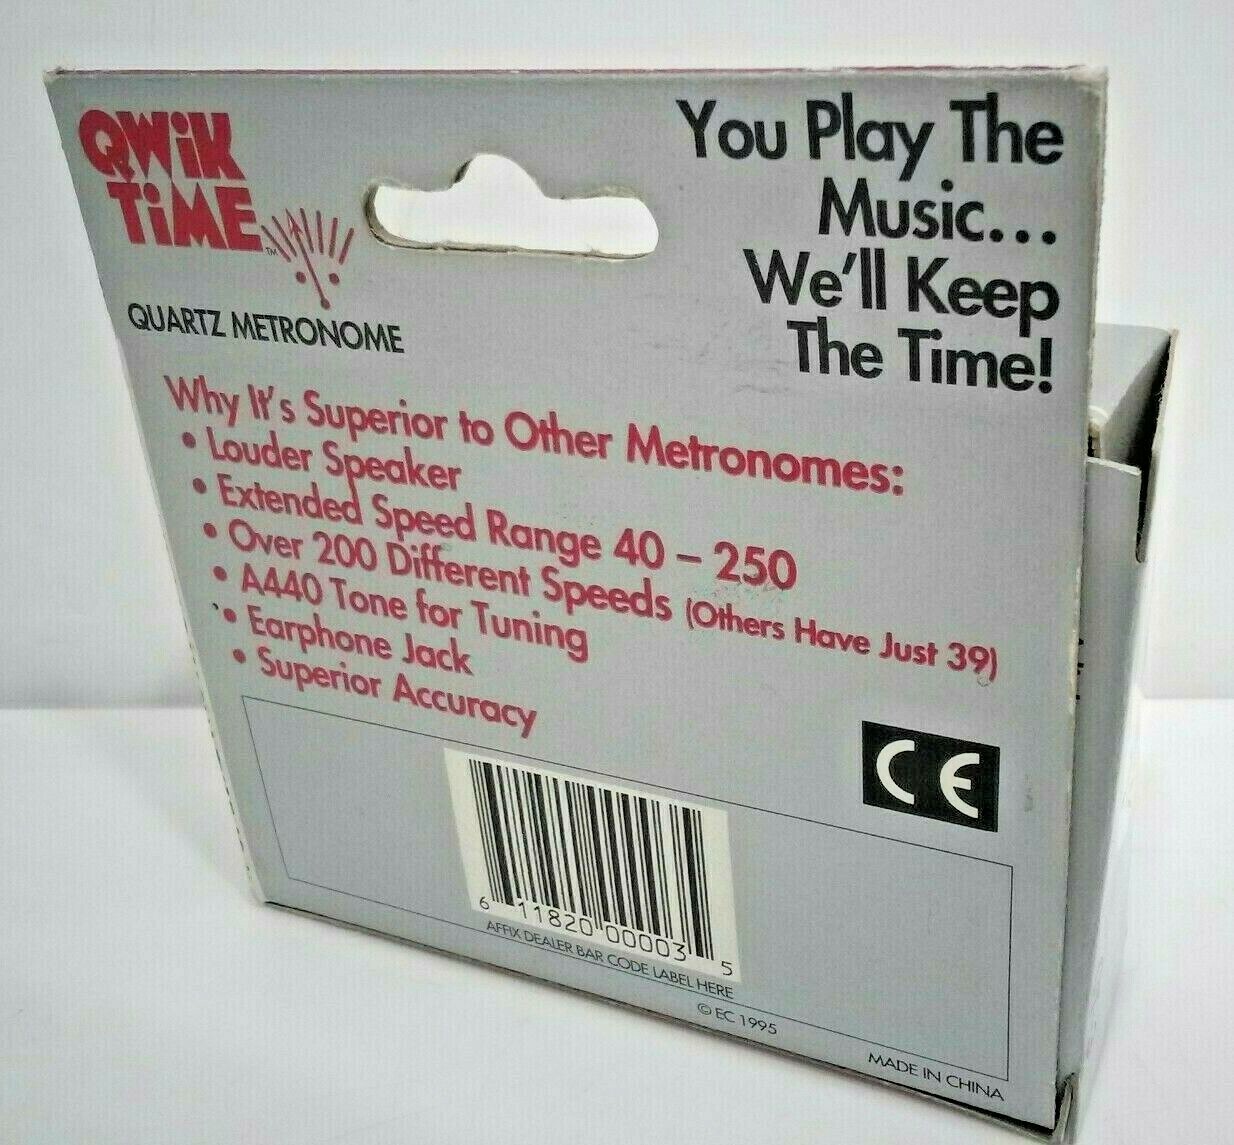 QWiK
TiME
TM
QUARTZ METRONOME
You Play The
Music...
We'll Keep
The Time!
Why It's Superior to Other Metronomes:
• Louder Speaker
• Extended Speed Range 40 – 250
• Over 200 Different Speeds (Others Have Just 39)
• A440 Tone for Tuning
• Earphone Jack
• Superior Accuracy
CE
6 11820 00003 5
AFFIX DEALER BAR CODE LABEL HERE
© EC 1995
MADE IN CHINA